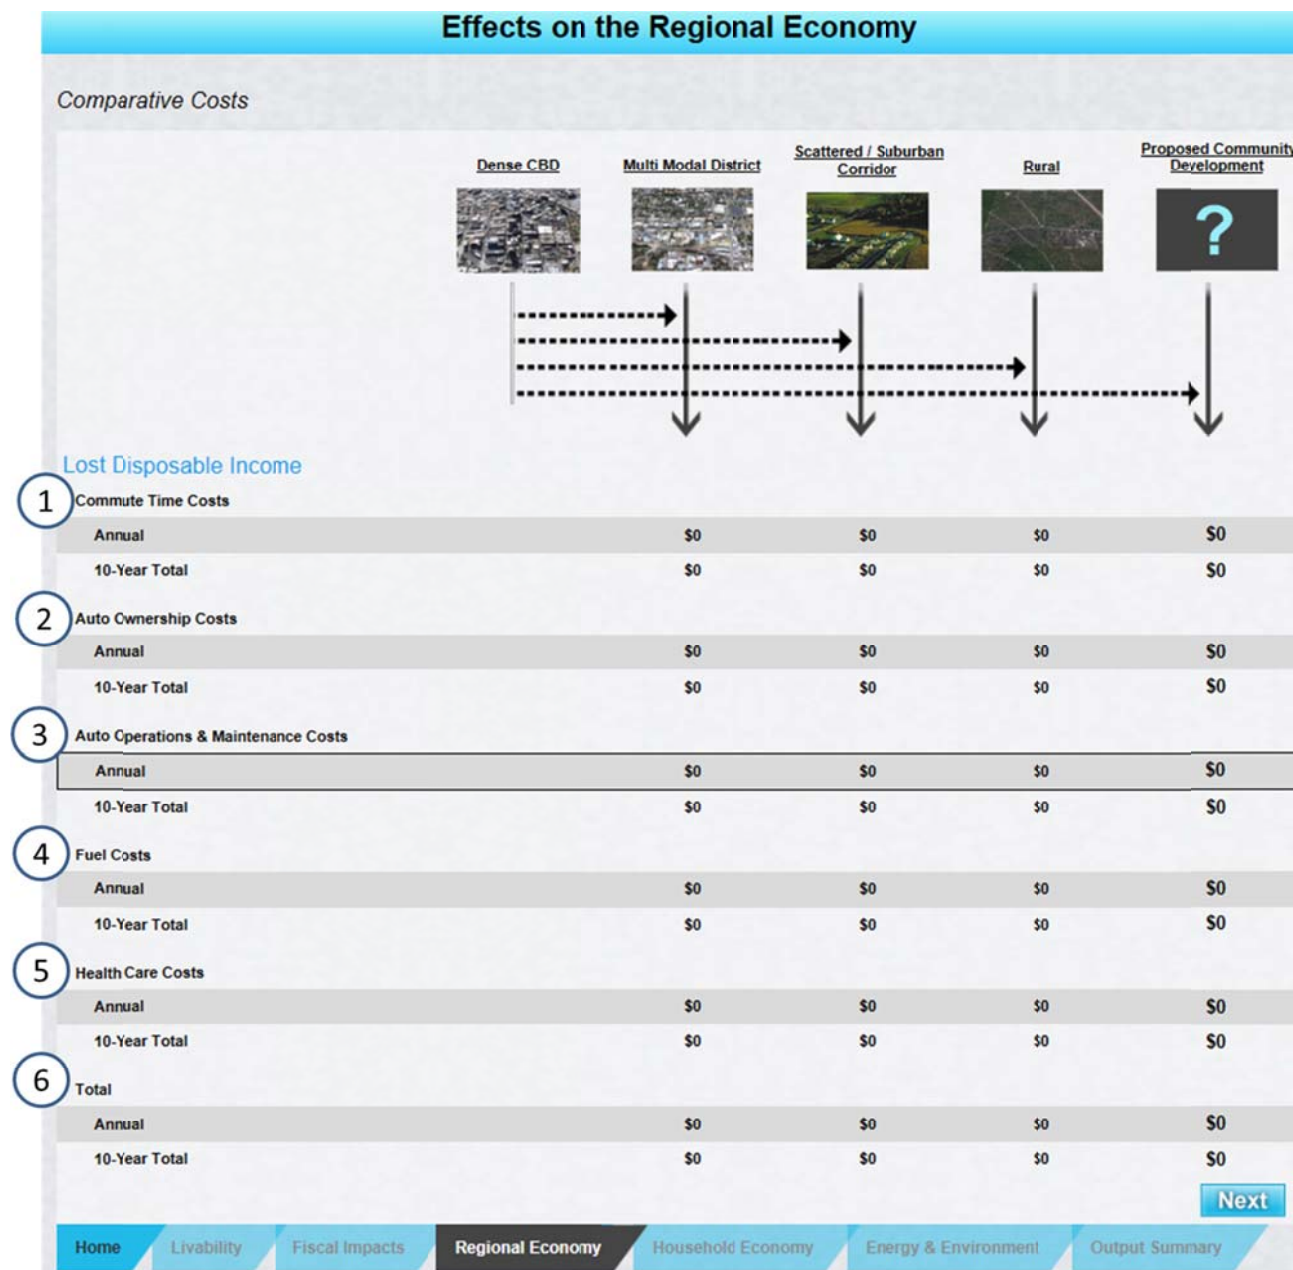 Effects on the Regional Economy
Comparative Costs
Dense CBD
Multi Modal District
Scattered / Suburban
Corridor
Rural
Proposed Community
Development
?
Lost Disposable Income
1 Commute Time Costs
Annual $0 $0 $0 $0
10-Year Total $0 $0 $0 $0
2 Auto Ownership Costs
Annual $0 $0 $0 $0
10-Year Total $0 $0 $0 $0
3 Auto Operations & Maintenance Costs
Annual $0 $0 $0 $0
10-Year Total $0 $0 $0 $0
4 Fuel Costs
Annual $0 $0 $0 $0
10-Year Total $0 $0 $0 $0
5 Health Care Costs
Annual $0 $0 $0 $0
10-Year Total $0 $0 $0 $0
6 Total
Annual $0 $0 $0 $0
10-Year Total $0 $0 $0 $0
Next
Home Livability Fiscal Impacts Regional Economy Household Economy Energy & Environment Output Summary